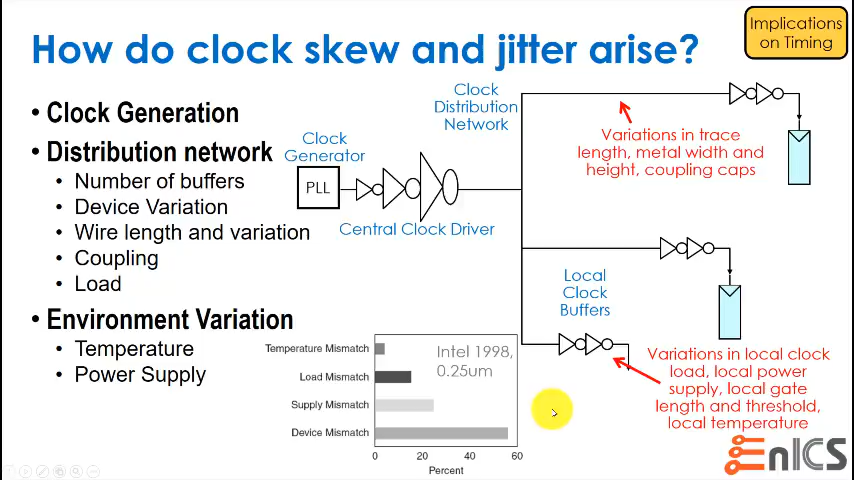 How do clock skew and jitter arise?
Implications
on Timing
• Clock Generation
• Distribution network
• Number of buffers
• Device Variation
• Wire length and variation
• Coupling
• Load
• Environment Variation
• Temperature
• Power Supply
Clock
Generator
PLL
Central Clock Driver
Clock
Distribution
Network
Variations in trace
length, metal width and
height, coupling caps
Local
Clock
Buffers
Variations in local clock
load, local power
supply, local gate
length and threshold,
local temperature
Intel 1998,
0.25um
Temperature Mismatch
Load Mismatch
Supply Mismatch
Device Mismatch
0 20 40 60
Percent
EnICS